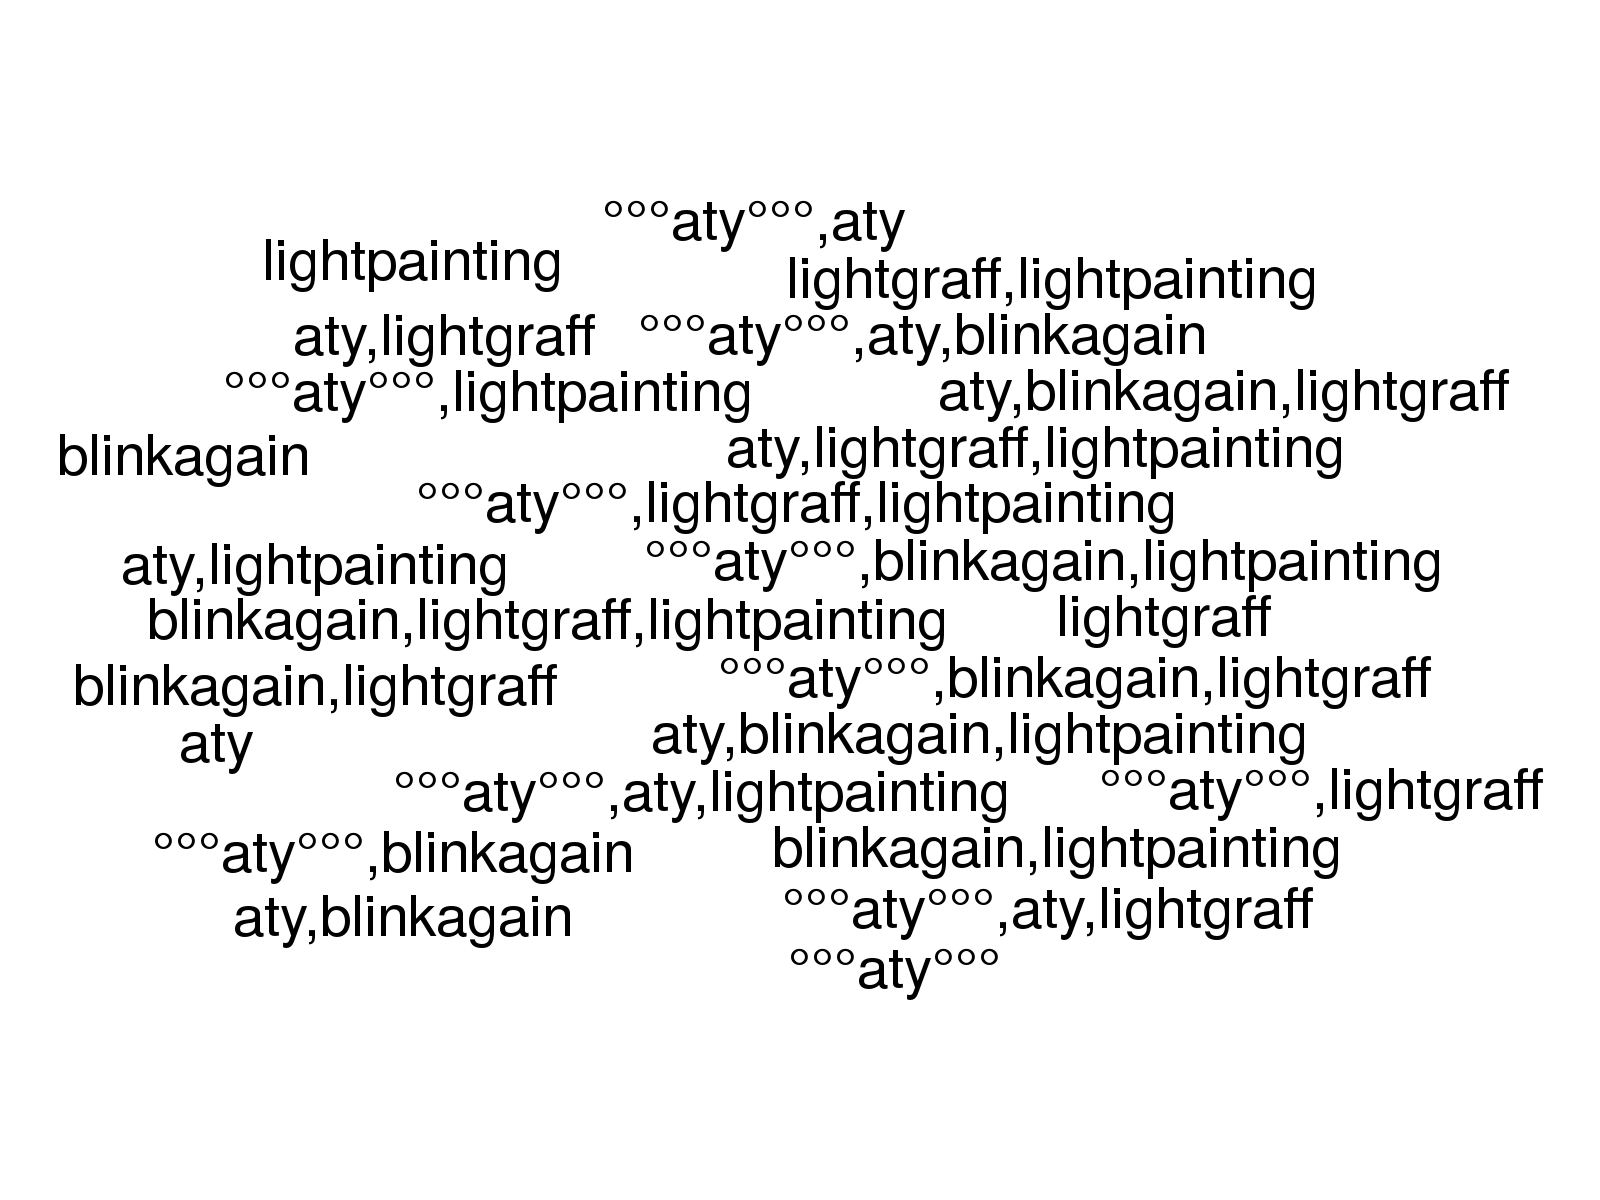 °°°aty°°°,aty
lightpainting
lightgraff,lightpainting
aty,lightgraff
°°°aty°°°,aty,blinkagain
°°°aty°°°,lightpainting
aty,blinkagain,lightgraff
aty,lightgraff,lightpainting
blinkagain
°°°aty°°°,lightgraff,lightpainting
aty,lightpainting
°°°aty°°°,blinkagain,lightpainting
blinkagain,lightgraff,lightpainting
lightgraff
blinkagain,lightgraff
°°°aty°°°,blinkagain,lightgraff
aty
aty,blinkagain,lightpainting
°°°aty°°°,aty,lightpainting
°°°aty°°°,lightgraff
°°°aty°°°,blinkagain
blinkagain,lightpainting
aty,blinkagain
°°°aty°°°,aty,lightgraff
°°°aty°°°